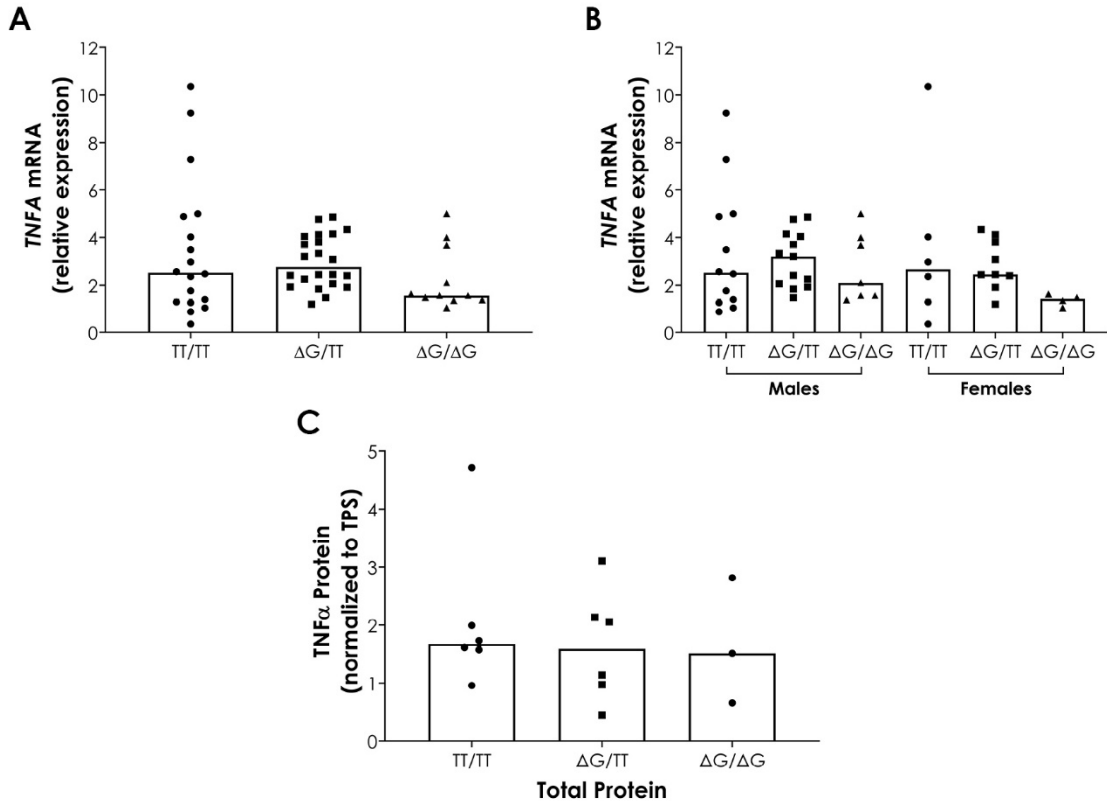 A
TNFA mRNA
(relative expression)
12
10
8
6
4
2
0
TT/TT
ΔG/TT
ΔG/ΔG
B
TNFA mRNA
(relative expression)
12
10
8
6
4
2
0
TT/TT
ΔG/TT
ΔG/ΔG
TT/TT
ΔG/TT
ΔG/ΔG
Males
Females
C
TNFα Protein
(normalized to TPS)
5
4
3
2
1
0
TT/TT
ΔG/TT
ΔG/ΔG
Total Protein